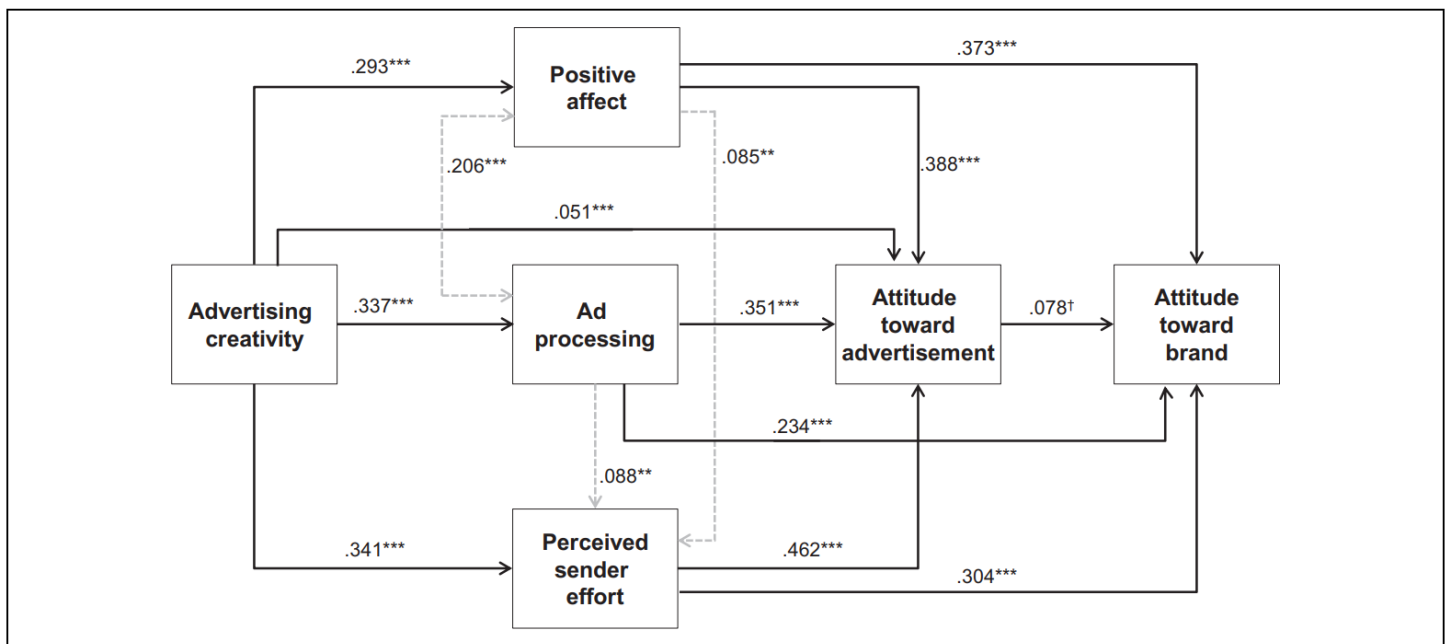 .373***
.293***
Positive
affect
.206***
.085**
.388***
.051***
Advertising
creativity
.337***
Ad
processing
.351***
Attitude
toward
advertisement
.078†
Attitude
toward
brand
.234***
.088**
.341***
Perceived
sender
effort
.462***
.304***